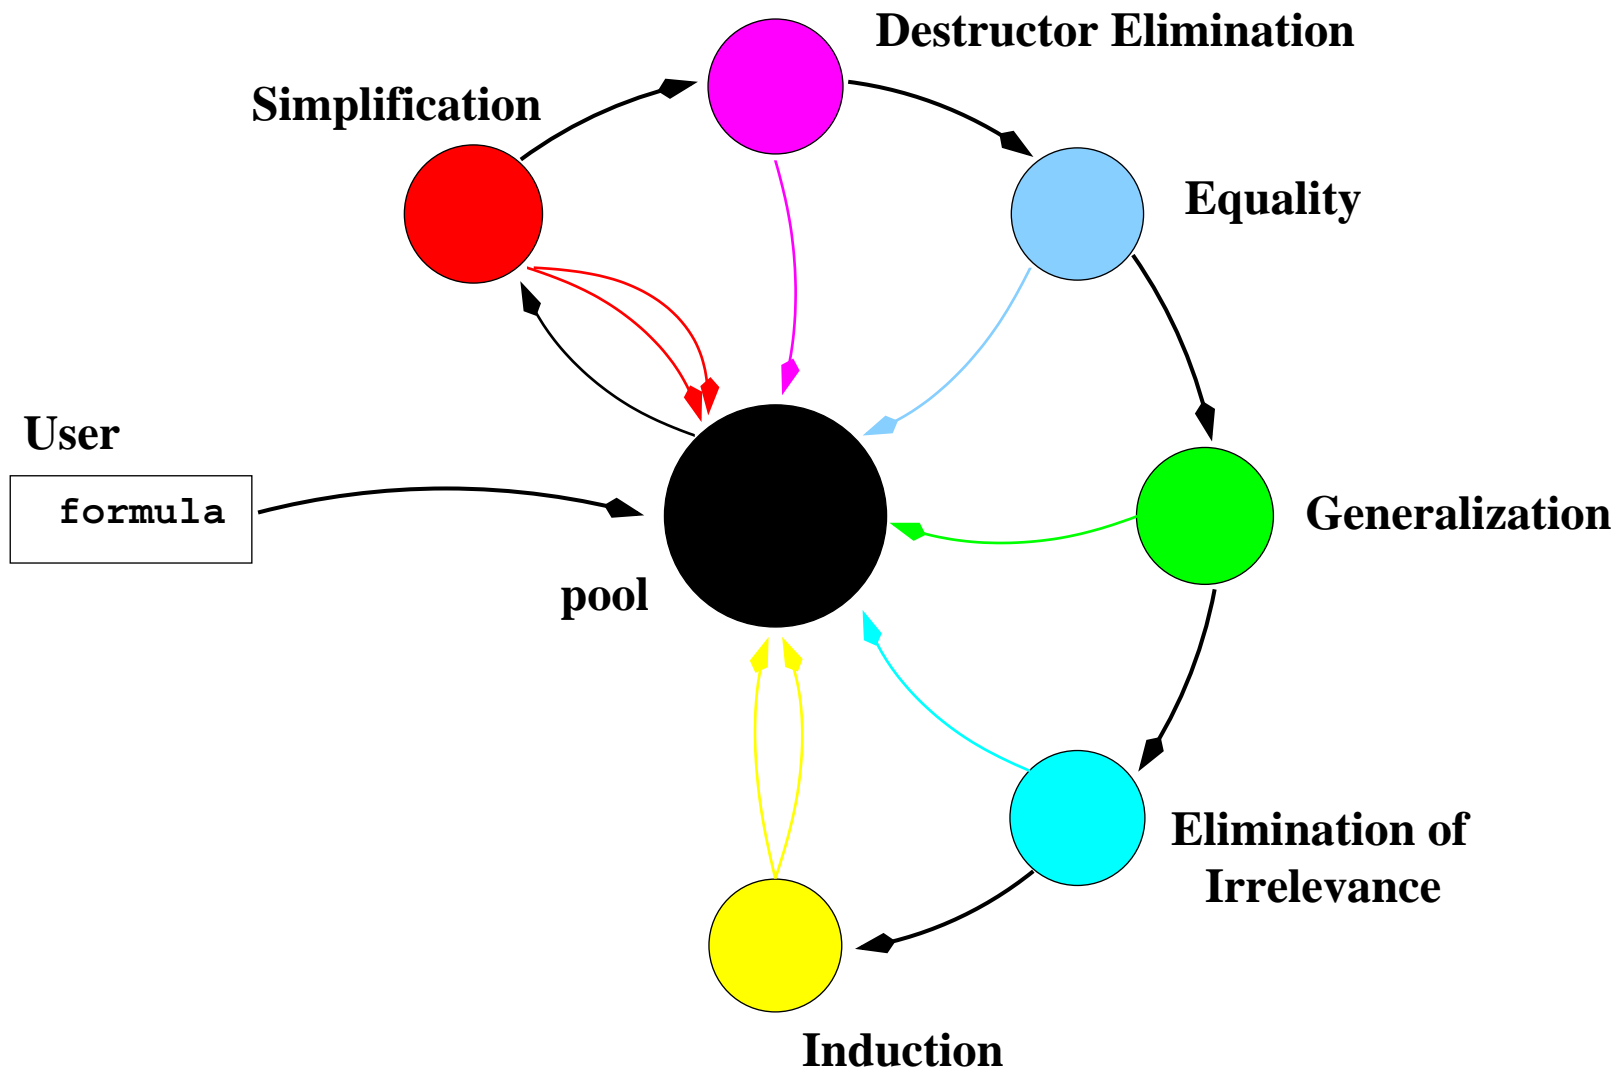 Destructor Elimination
Simplification
Equality
User
formula
Generalization
pool
Elimination of
Irrelevance
Induction